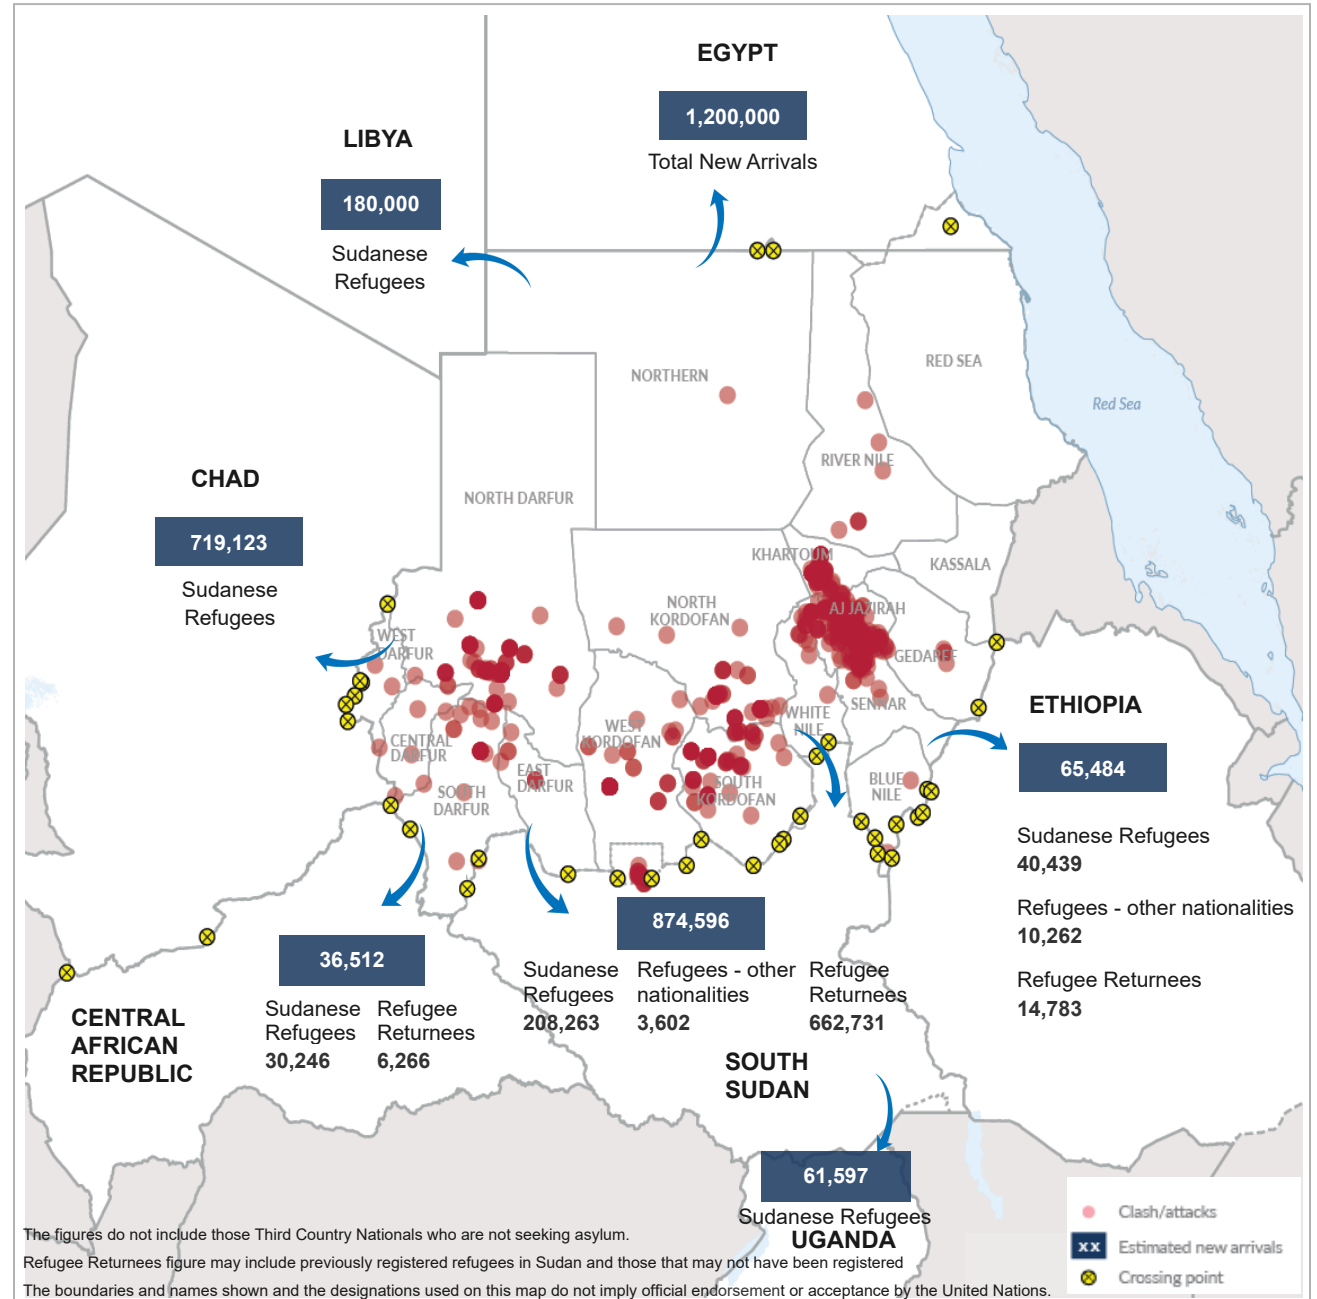 EGYPT
1,200,000
Total New Arrivals
LIBYA
180,000
Sudanese
Refugees
RED SEA
NORTHERN
Red Sea
RIVER NILE
CHAD
719,123
Sudanese
Refugees
NORTH DARFUR
KHARTOUM
KASSALA
NORTH
KORDOFAN
AJ JAZIRAH
WEST
DARFUR
GEDAREF
ETHIOPIA
65,484
Sudanese Refugees
40,439
Refugees - other nationalities
10,262
Refugee Returnees
14,783
SENNAR
WHITE
NILE
WEST
KORDOFAN
CENTRAL
DARFUR
EAST
DARFUR
SOUTH
DARFUR
SOUTH
KORDOFAN
BLUE
NILE
874,596
Sudanese
Refugees
208,263
Refugees - other
nationalities
3,602
Refugee
Returnees
662,731
36,512
Sudanese
Refugees
30,246
Refugee
Returnees
6,266
CENTRAL
AFRICAN
REPUBLIC
SOUTH
SUDAN
61,597
Sudanese Refugees
UGANDA
Clash/attacks
xx Estimated new arrivals
Crossing point
The figures do not include those Third Country Nationals who are not seeking asylum.
Refugee Returnees figure may include previously registered refugees in Sudan and those that may not have been registered
The boundaries and names shown and the designations used on this map do not imply official endorsement or acceptance by the United Nations.